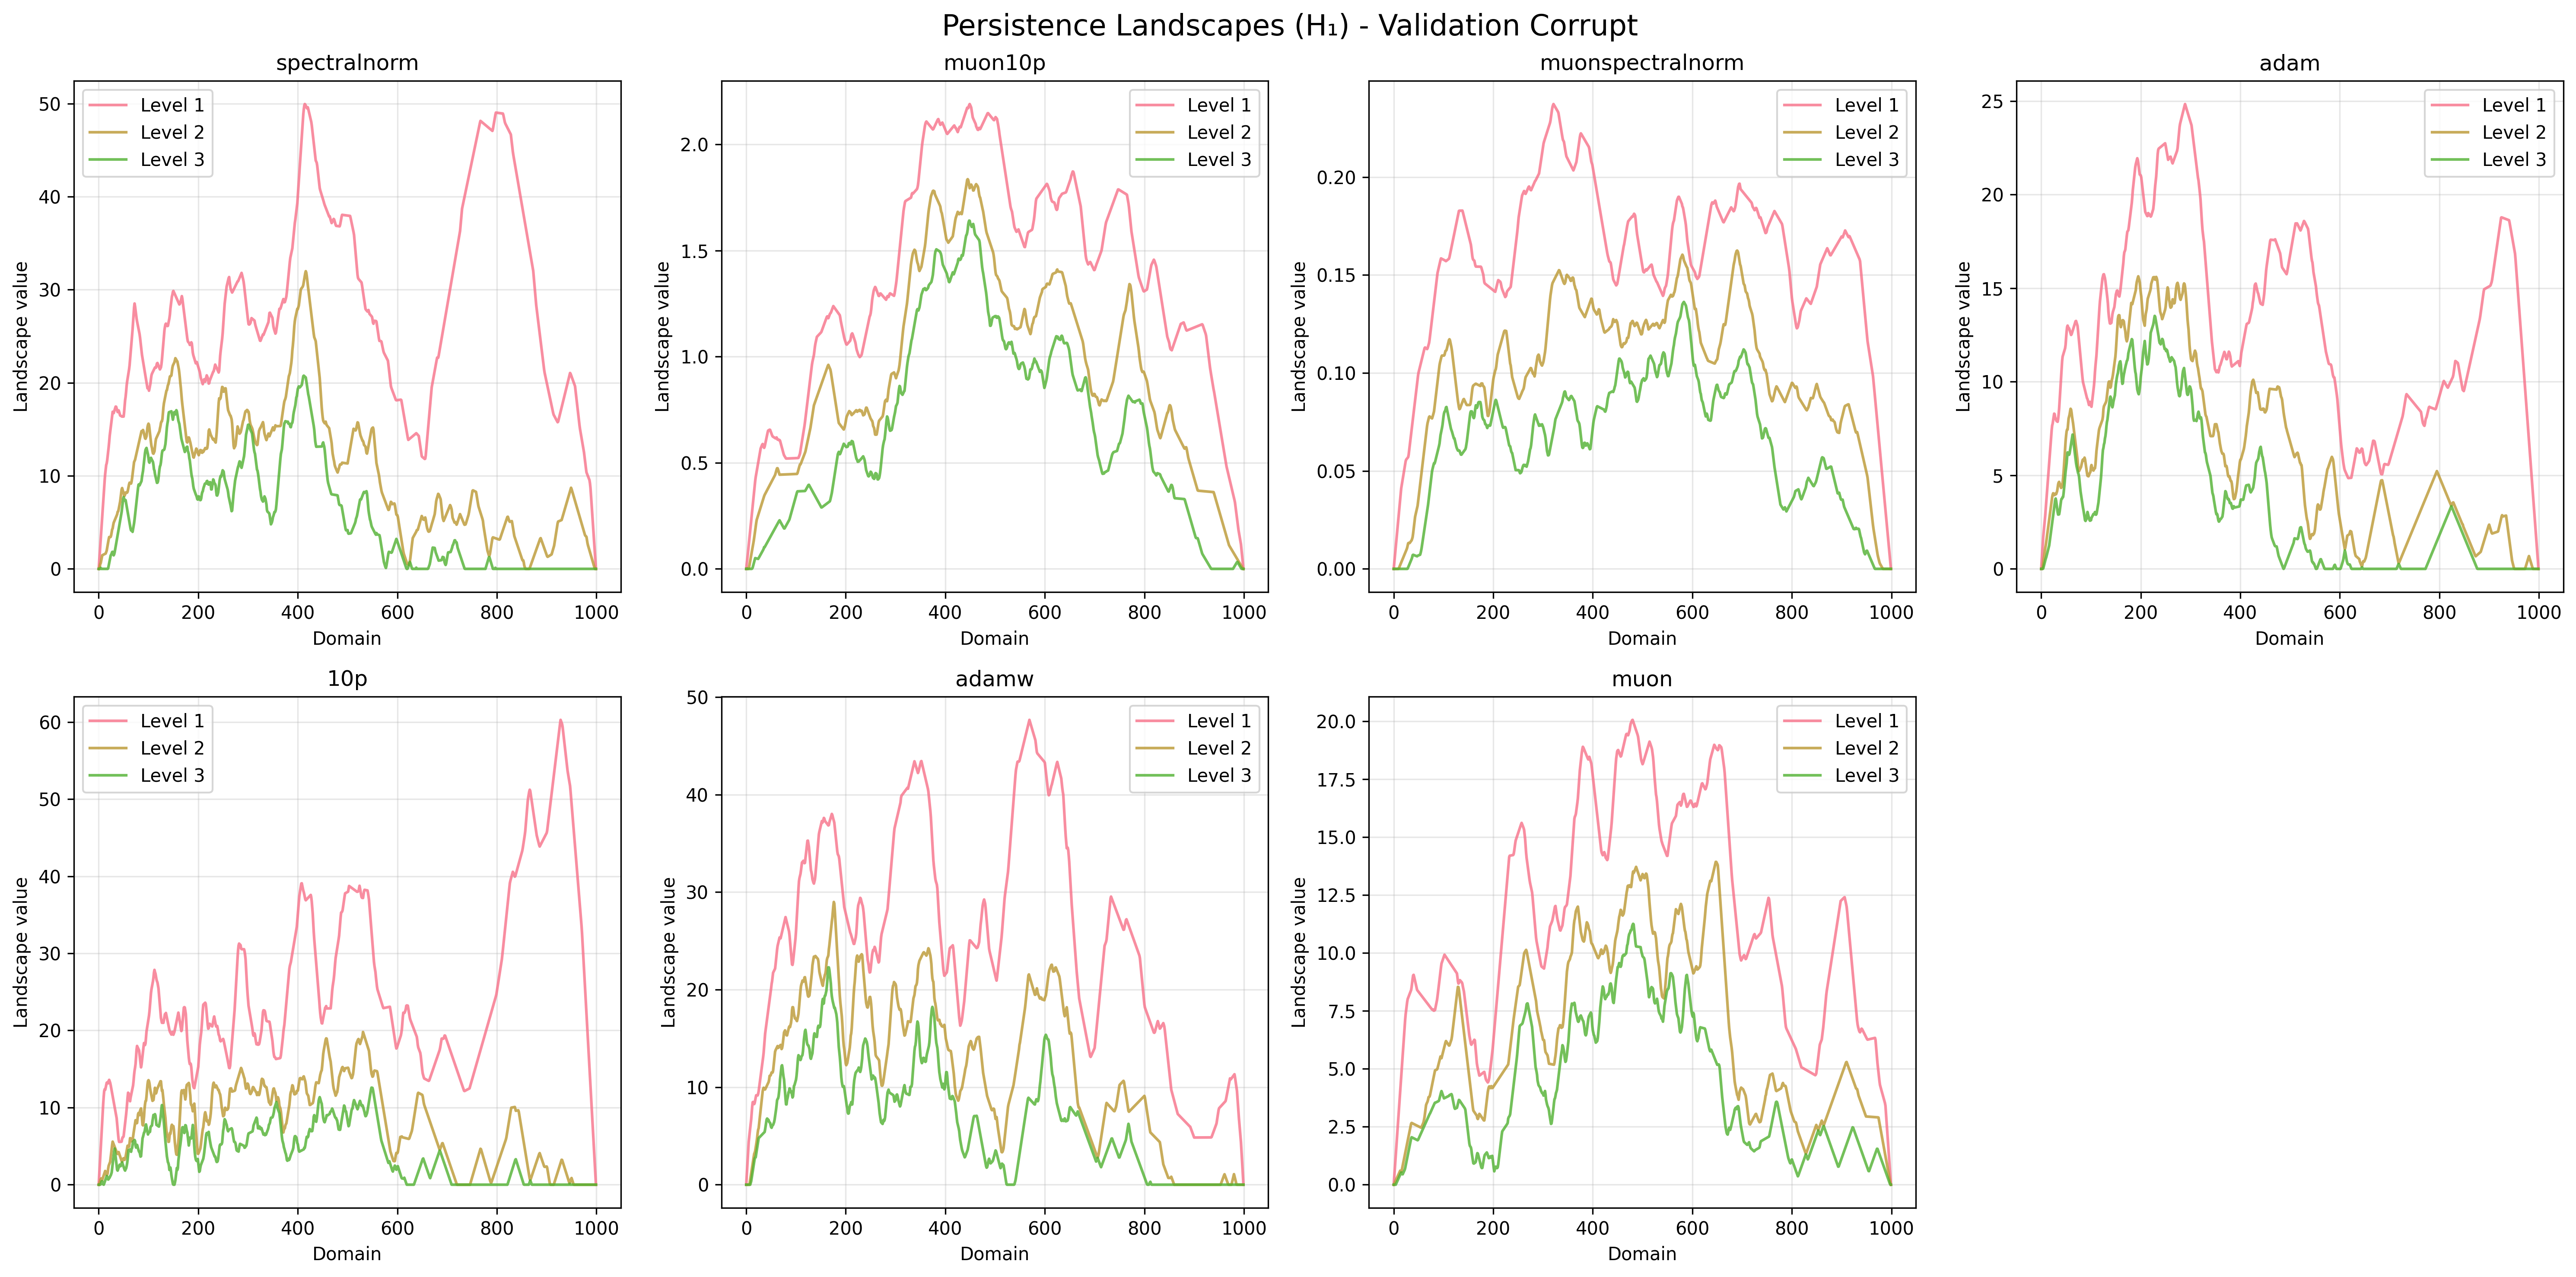 Persistence Landscapes (H₁) - Validation Corrupt
spectralnorm
Level 1
Level 2
Level 3
Landscape value
50
40
30
20
10
0
0 200 400 600 800 1000
Domain
muon10p
Level 1
Level 2
Level 3
Landscape value
2.0
1.5
1.0
0.5
0.0
0 200 400 600 800 1000
Domain
muonspectralnorm
Level 1
Level 2
Level 3
Landscape value
0.20
0.15
0.10
0.05
0.00
0 200 400 600 800 1000
Domain
adam
Level 1
Level 2
Level 3
Landscape value
25
20
15
10
5
0
0 200 400 600 800 1000
Domain
10p
Level 1
Level 2
Level 3
Landscape value
60
50
40
30
20
10
0
0 200 400 600 800 1000
Domain
adamw
Level 1
Level 2
Level 3
Landscape value
50
40
30
20
10
0
0 200 400 600 800 1000
Domain
muon
Level 1
Level 2
Level 3
Landscape value
20.0
17.5
15.0
12.5
10.0
7.5
5.0
2.5
0.0
0 200 400 600 800 1000
Domain